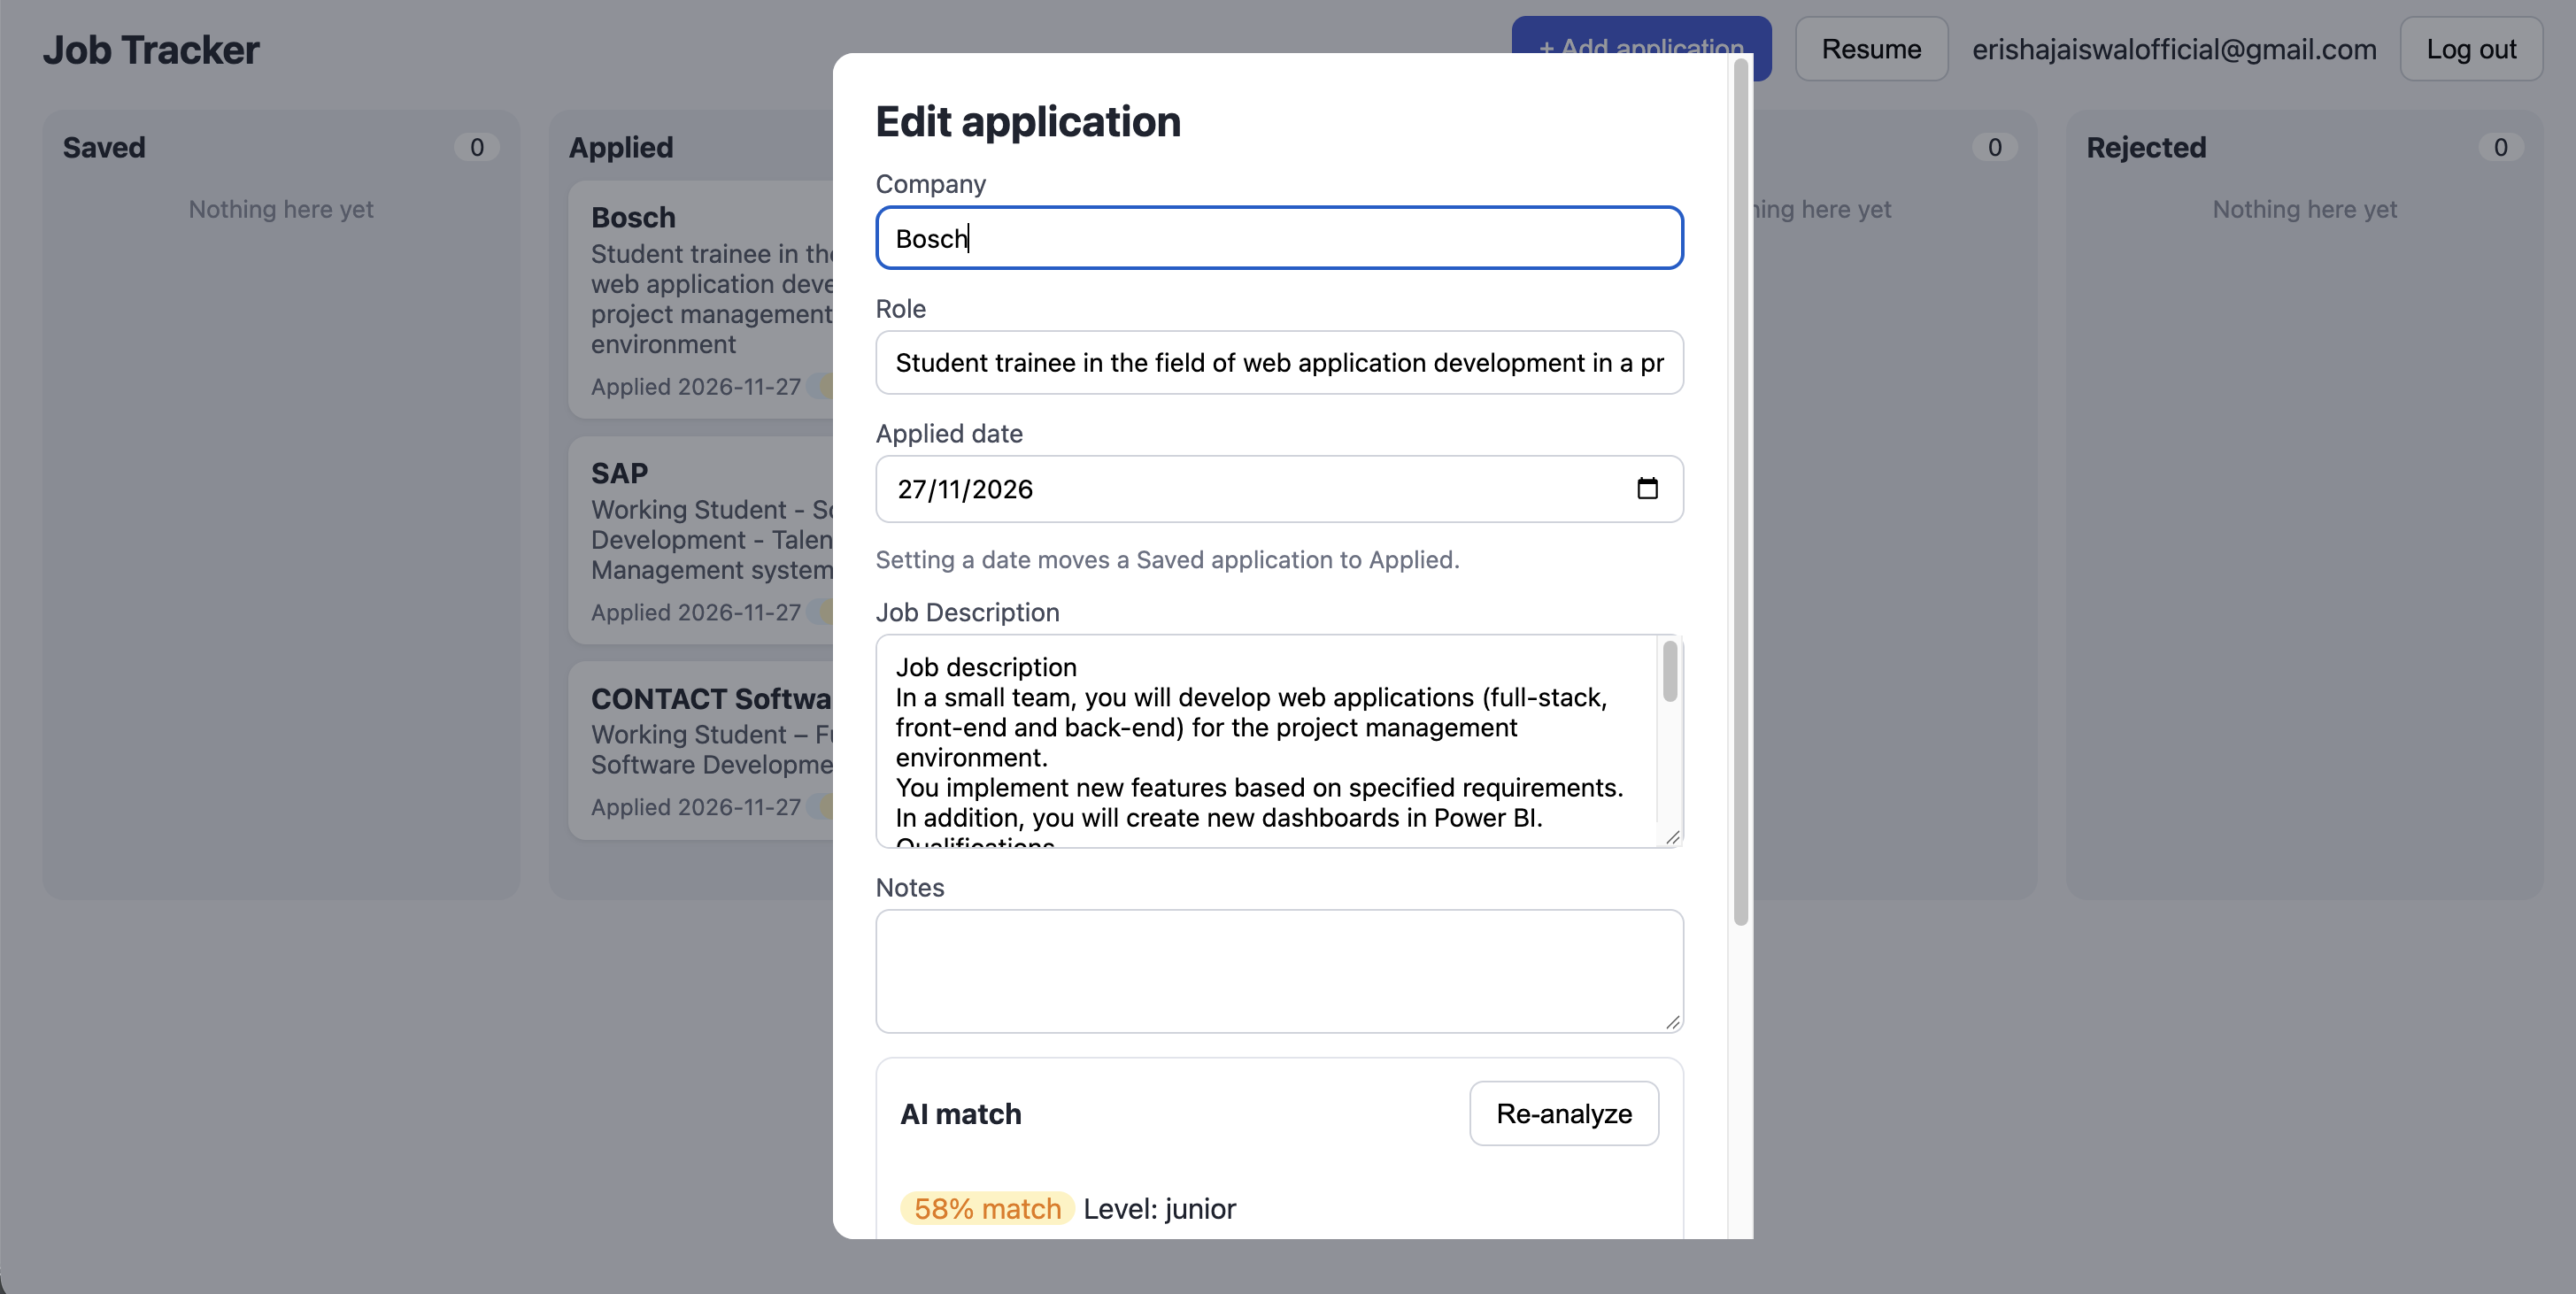 Job Tracker
+ Add application
Resume
erishajaiswalofficial@gmail.com
Log out
Saved
0
Nothing here yet
Applied
Bosch
Student trainee in the
web application deve
project management
environment
Applied 2026-11-27
SAP
Working Student - So
Development - Talen
Management system
Applied 2026-11-27
CONTACT Softwa
Working Student – Fu
Software Developme
Applied 2026-11-27
Edit application
Company
Bosch
Role
Student trainee in the field of web application development in a pr
Applied date
27/11/2026
Setting a date moves a Saved application to Applied.
Job Description
Job description
In a small team, you will develop web applications (full-stack,
front-end and back-end) for the project management
environment.
You implement new features based on specified requirements.
In addition, you will create new dashboards in Power BI.
Qualifications
Notes
AI match
Re-analyze
58% match
Level: junior
0
hing here yet
Rejected
0
Nothing here yet